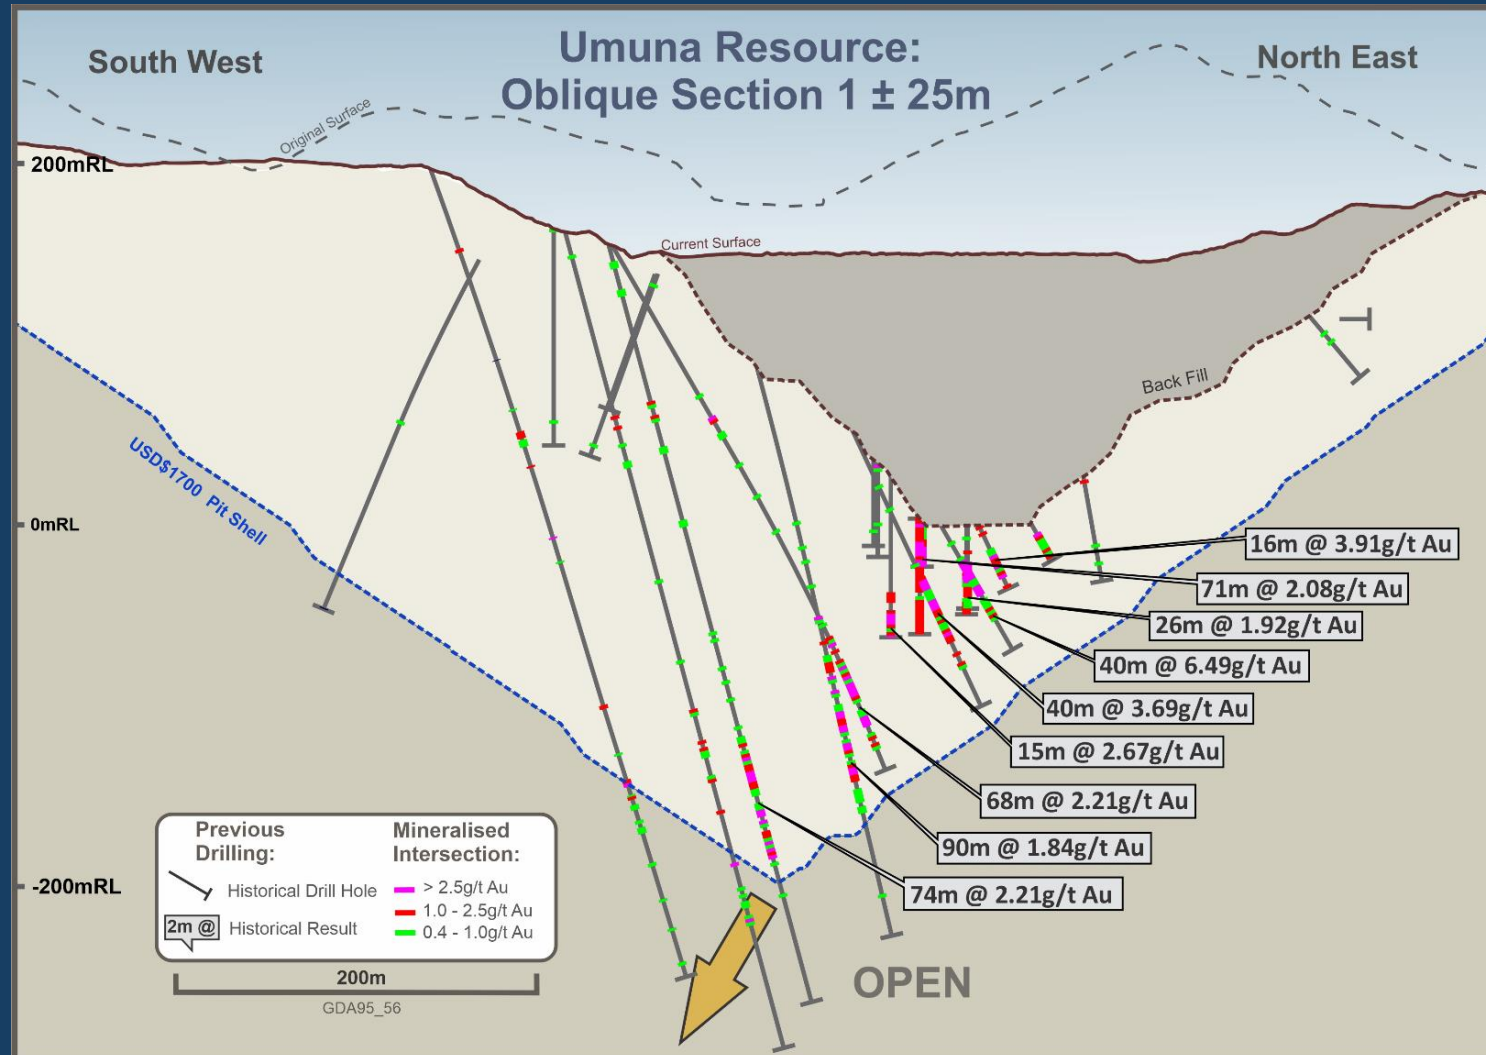 South West
Umuna Resource:
Oblique Section 1 ± 25m
North East
Original Surface
200mRL
Current Surface
Back Fill
USD$1700 Pit Shell
0mRL
16m @ 3.91g/t Au
71m @ 2.08g/t Au
26m @ 1.92g/t Au
40m @ 6.49g/t Au
40m @ 3.69g/t Au
15m @ 2.67g/t Au
68m @ 2.21g/t Au
90m @ 1.84g/t Au
74m @ 2.21g/t Au
-200mRL
OPEN
Previous
Drilling:
Historical Drill Hole
2m @
Historical Result
Mineralised
Intersection:
> 2.5g/t Au
1.0 - 2.5g/t Au
0.4 - 1.0g/t Au
200m
GDA95_56